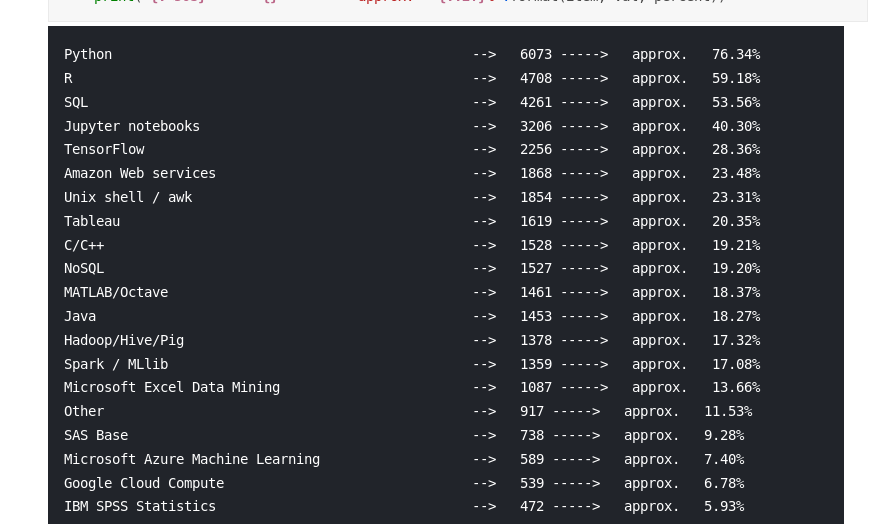 Python --> 6073 -----> approx. 76.34%
R --> 4708 -----> approx. 59.18%
SQL --> 4261 -----> approx. 53.56%
Jupyter notebooks --> 3206 -----> approx. 40.30%
TensorFlow --> 2256 -----> approx. 28.36%
Amazon Web services --> 1868 -----> approx. 23.48%
Unix shell / awk --> 1854 -----> approx. 23.31%
Tableau --> 1619 -----> approx. 20.35%
C/C++ --> 1528 -----> approx. 19.21%
NoSQL --> 1527 -----> approx. 19.20%
MATLAB/Octave --> 1461 -----> approx. 18.37%
Java --> 1453 -----> approx. 18.27%
Hadoop/Hive/Pig --> 1378 -----> approx. 17.32%
Spark / MLlib --> 1359 -----> approx. 17.08%
Microsoft Excel Data Mining --> 1087 -----> approx. 13.66%
Other --> 917 -----> approx. 11.53%
SAS Base --> 738 -----> approx. 9.28%
Microsoft Azure Machine Learning --> 589 -----> approx. 7.40%
Google Cloud Compute --> 539 -----> approx. 6.78%
IBM SPSS Statistics --> 472 -----> approx. 5.93%